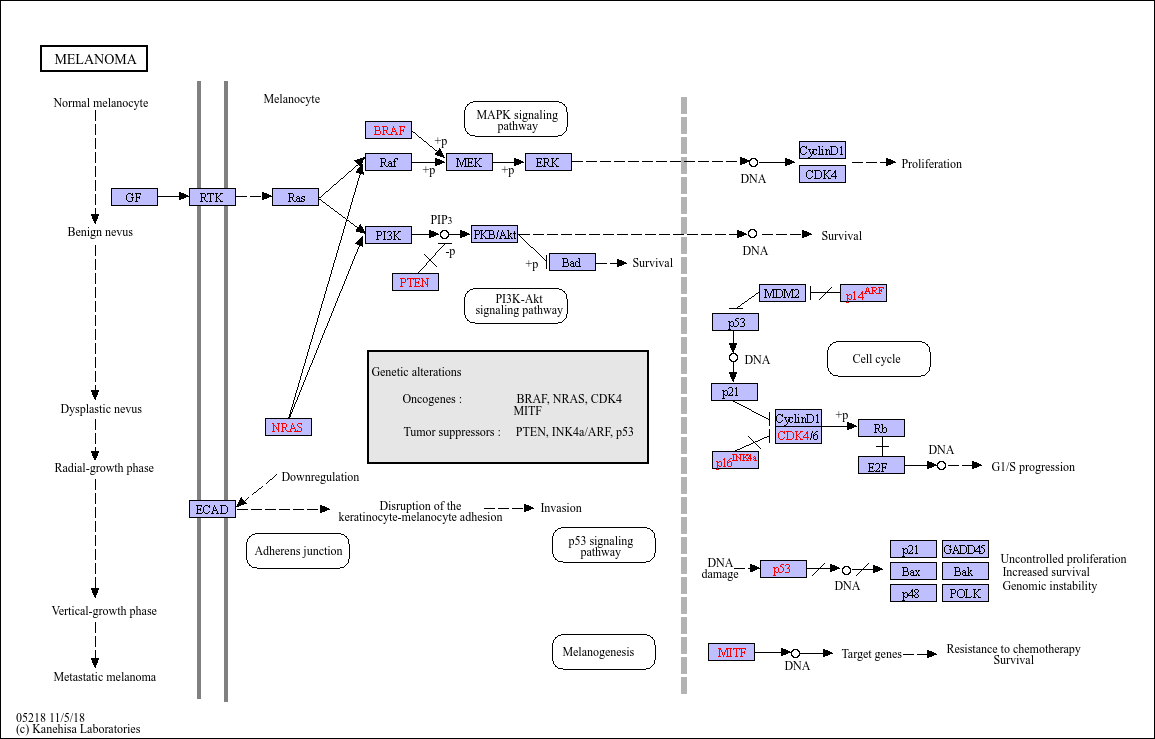 MELANOMA
Normal melanocyte
Benign nevus
Dysplastic nevus
Radial-growth phase
Vertical-growth phase
Metastatic melanoma
Melanocyte
GF
RTK
Ras
BRAF
+p
Raf
+p
MEK
+p
ERK
MAPK signaling
pathway
DNA
CyclinD1
CDK4
Proliferation
PI3K
PIP3
-p
PTEN
PKB/Akt
+p
Bad
Survival
DNA
Survival
PI3K-Akt
signaling pathway
MDM2
p14ARF
p53
DNA
p21
Cell cycle
CyclinD1
CDK4/6
+p
p16INK4a
Rb
E2F
DNA
G1/S progression
NRAS
Genetic alterations
Oncogenes : BRAF, NRAS, CDK4
MITF
Tumor suppressors : PTEN, INK4a/ARF, p53
Downregulation
ECAD
Disruption of the
keratinocyte-melanocyte adhesion
Invasion
Adherens junction
p53 signaling
pathway
DNA
damage
p53
DNA
p21
GADD45
Bax
Bak
p48
POLK
Uncontrolled proliferation
Increased survival
Genomic instability
Melanogenesis
MITF
DNA
Target genes
Resistance to chemotherapy
Survival
05218 11/5/18
(c) Kanehisa Laboratories